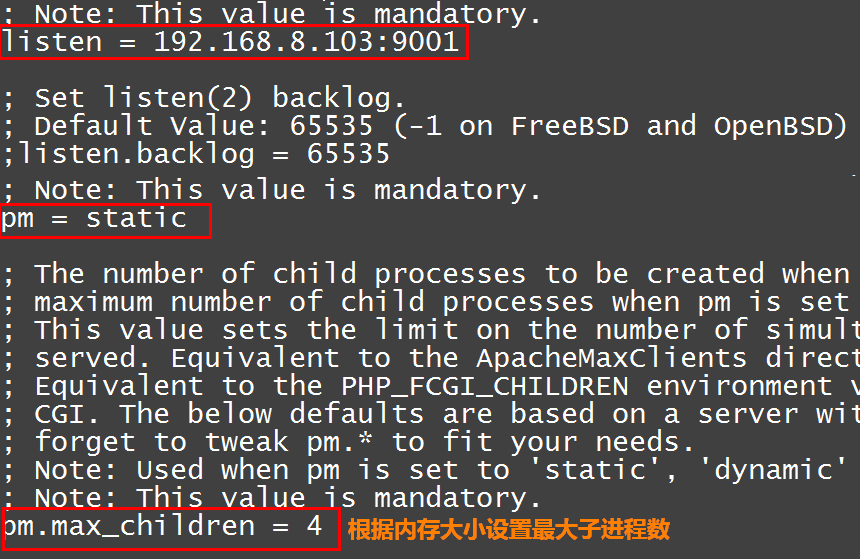 ; Note: This value is mandatory.
listen = 192.168.8.103:9001
; Set listen(2) backlog.
; Default Value: 65535 (-1 on FreeBSD and OpenBSD)
;listen.backlog = 65535
; Note: This value is mandatory.
pm = static
; The number of child processes to be created when
; maximum number of child processes when pm is set
; This value sets the limit on the number of simult
; served. Equivalent to the ApacheMaxClients direct
; Equivalent to the PHP_FCGI_CHILDREN environment v
; CGI. The below defaults are based on a server wit
; forget to tweak pm.* to fit your needs.
; Note: Used when pm is set to 'static', 'dynamic'
; Note: This value is mandatory.
pm.max_children = 4 根据内存大小设置最大子进程数